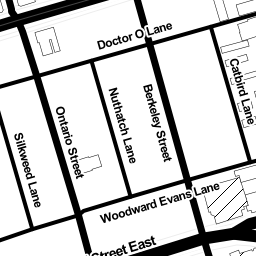 Doctor O Lane
Catbird Lane
Berkeley Street
Nuthatch Lane
Ontario Street
Silkweed Lane
Woodward Evans Lane
Street East